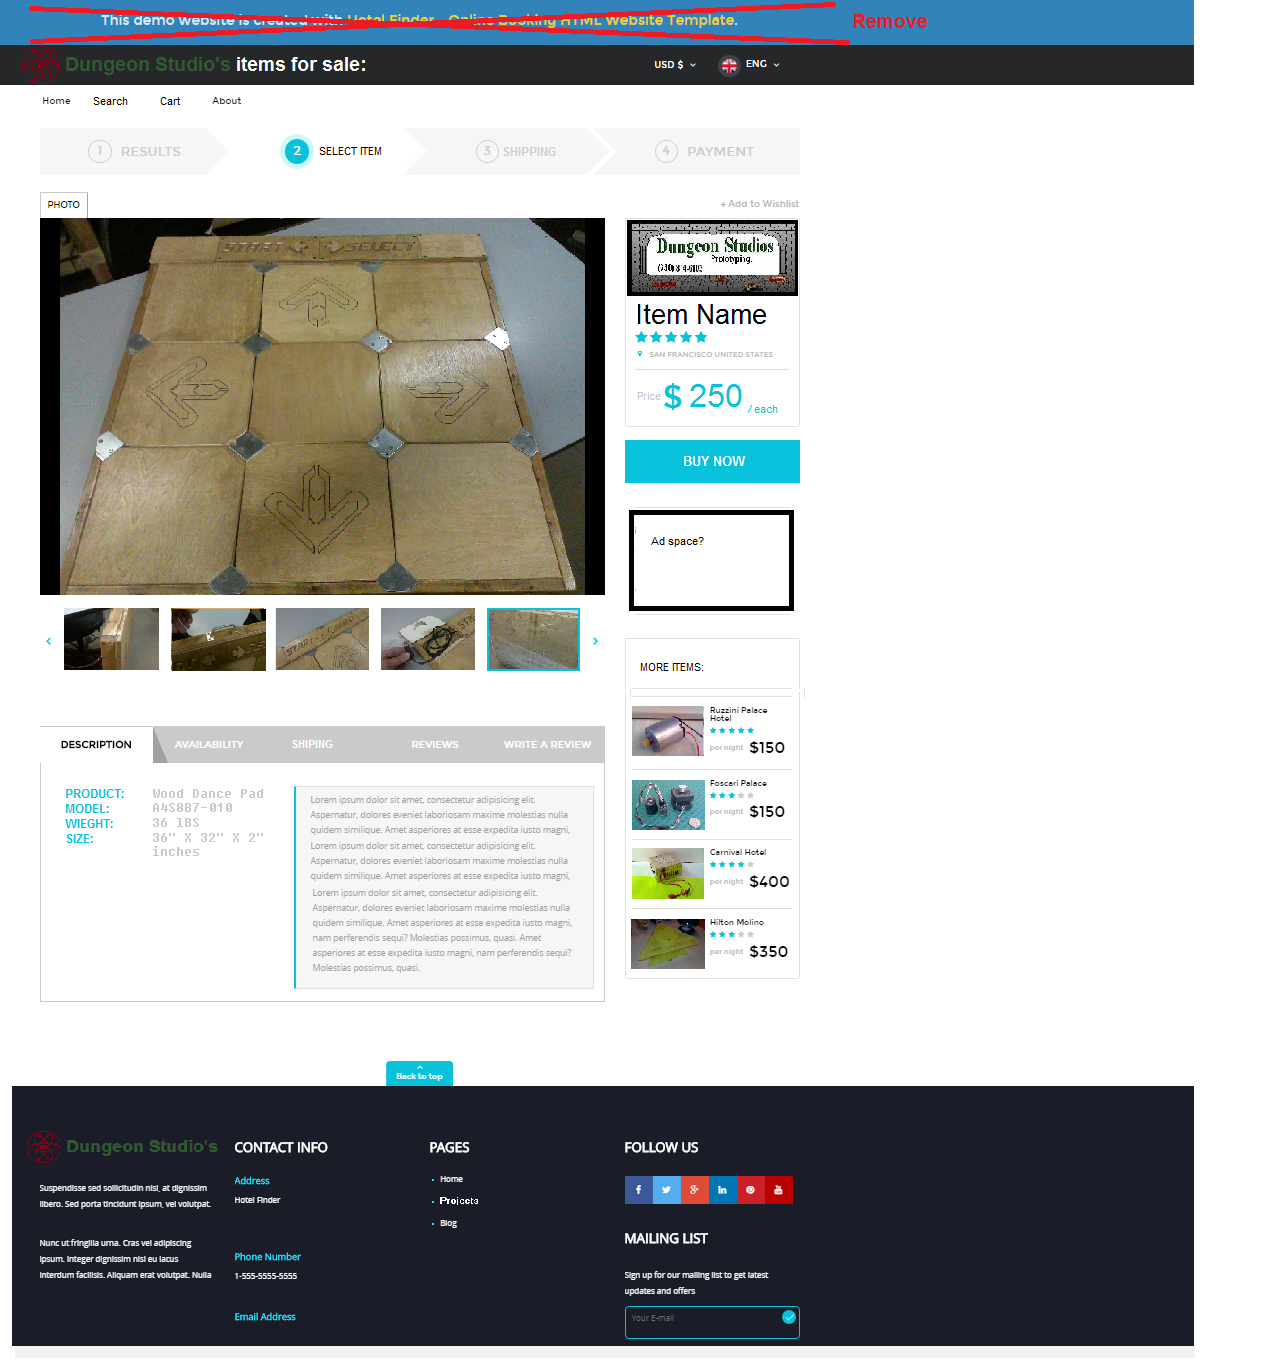 This demo website is created with Hotel Finder - Online Booking HTML Website Template.
Remove
Dungeon Studio's items for sale:
USD $
ENG
Home
Search
Cart
About
1 RESULTS
2 SELECT ITEM
3 SHIPPING
4 PAYMENT
PHOTO
+ Add to Wishlist
START
SELECT
Dungeon Studios
Prototyping.
Item Name
SAN FRANCISCO UNITED STATES
Price $ 250 / each
BUY NOW
Ad space?
MORE ITEMS:
Ruzzini Palace
Hotel
per night $150
Foscari Palace
per night $150
Carnival Hotel
per night $400
Hilton Molino
per night $350
DESCRIPTION
AVAILABILITY
SHIPING
REVIEWS
WRITE A REVIEW
PRODUCT: Wood Dance Pad
MODEL: A4S8B7-010
WIEGHT: 36 lBS
SIZE: 36" X 32" X 2"
inches
Lorem ipsum dolor sit amet, consectetur adipisicing elit.
Aspernatur, dolores eveniet laboriosam maxime molestias nulla
quidem similique. Amet asperiores at esse expedita iusto magni,
Lorem ipsum dolor sit amet, consectetur adipisicing elit.
Aspernatur, dolores eveniet laboriosam maxime molestias nulla
quidem similique. Amet asperiores at esse expedita iusto magni,
Lorem ipsum dolor sit amet, consectetur adipisicing elit.
Aspernatur, dolores eveniet laboriosam maxime molestias nulla
quidem similique. Amet asperiores at esse expedita iusto magni,
nam perferendis sequi? Molestias possimus, quasi. Amet
asperiores at esse expedita iusto magni, nam perferendis sequi?
Molestias possimus, quasi.
Back to top
Dungeon Studio's
Suspendisse sed sollicitudin nisl, at dignissim
libero. Sed porta tincidunt ipsum, vel volutpat.
Nunc ut fringilla urna. Cras vel adipiscing
ipsum. Integer dignissim nisl eu lacus
interdum facilisis. Aliquam erat volutpat. Nulla
CONTACT INFO
Address
Hotel Finder
Phone Number
1-555-5555-5555
Email Address
PAGES
Home
Projects
Blog
FOLLOW US
MAILING LIST
Sign up for our mailing list to get latest
updates and offers
Your E-mail